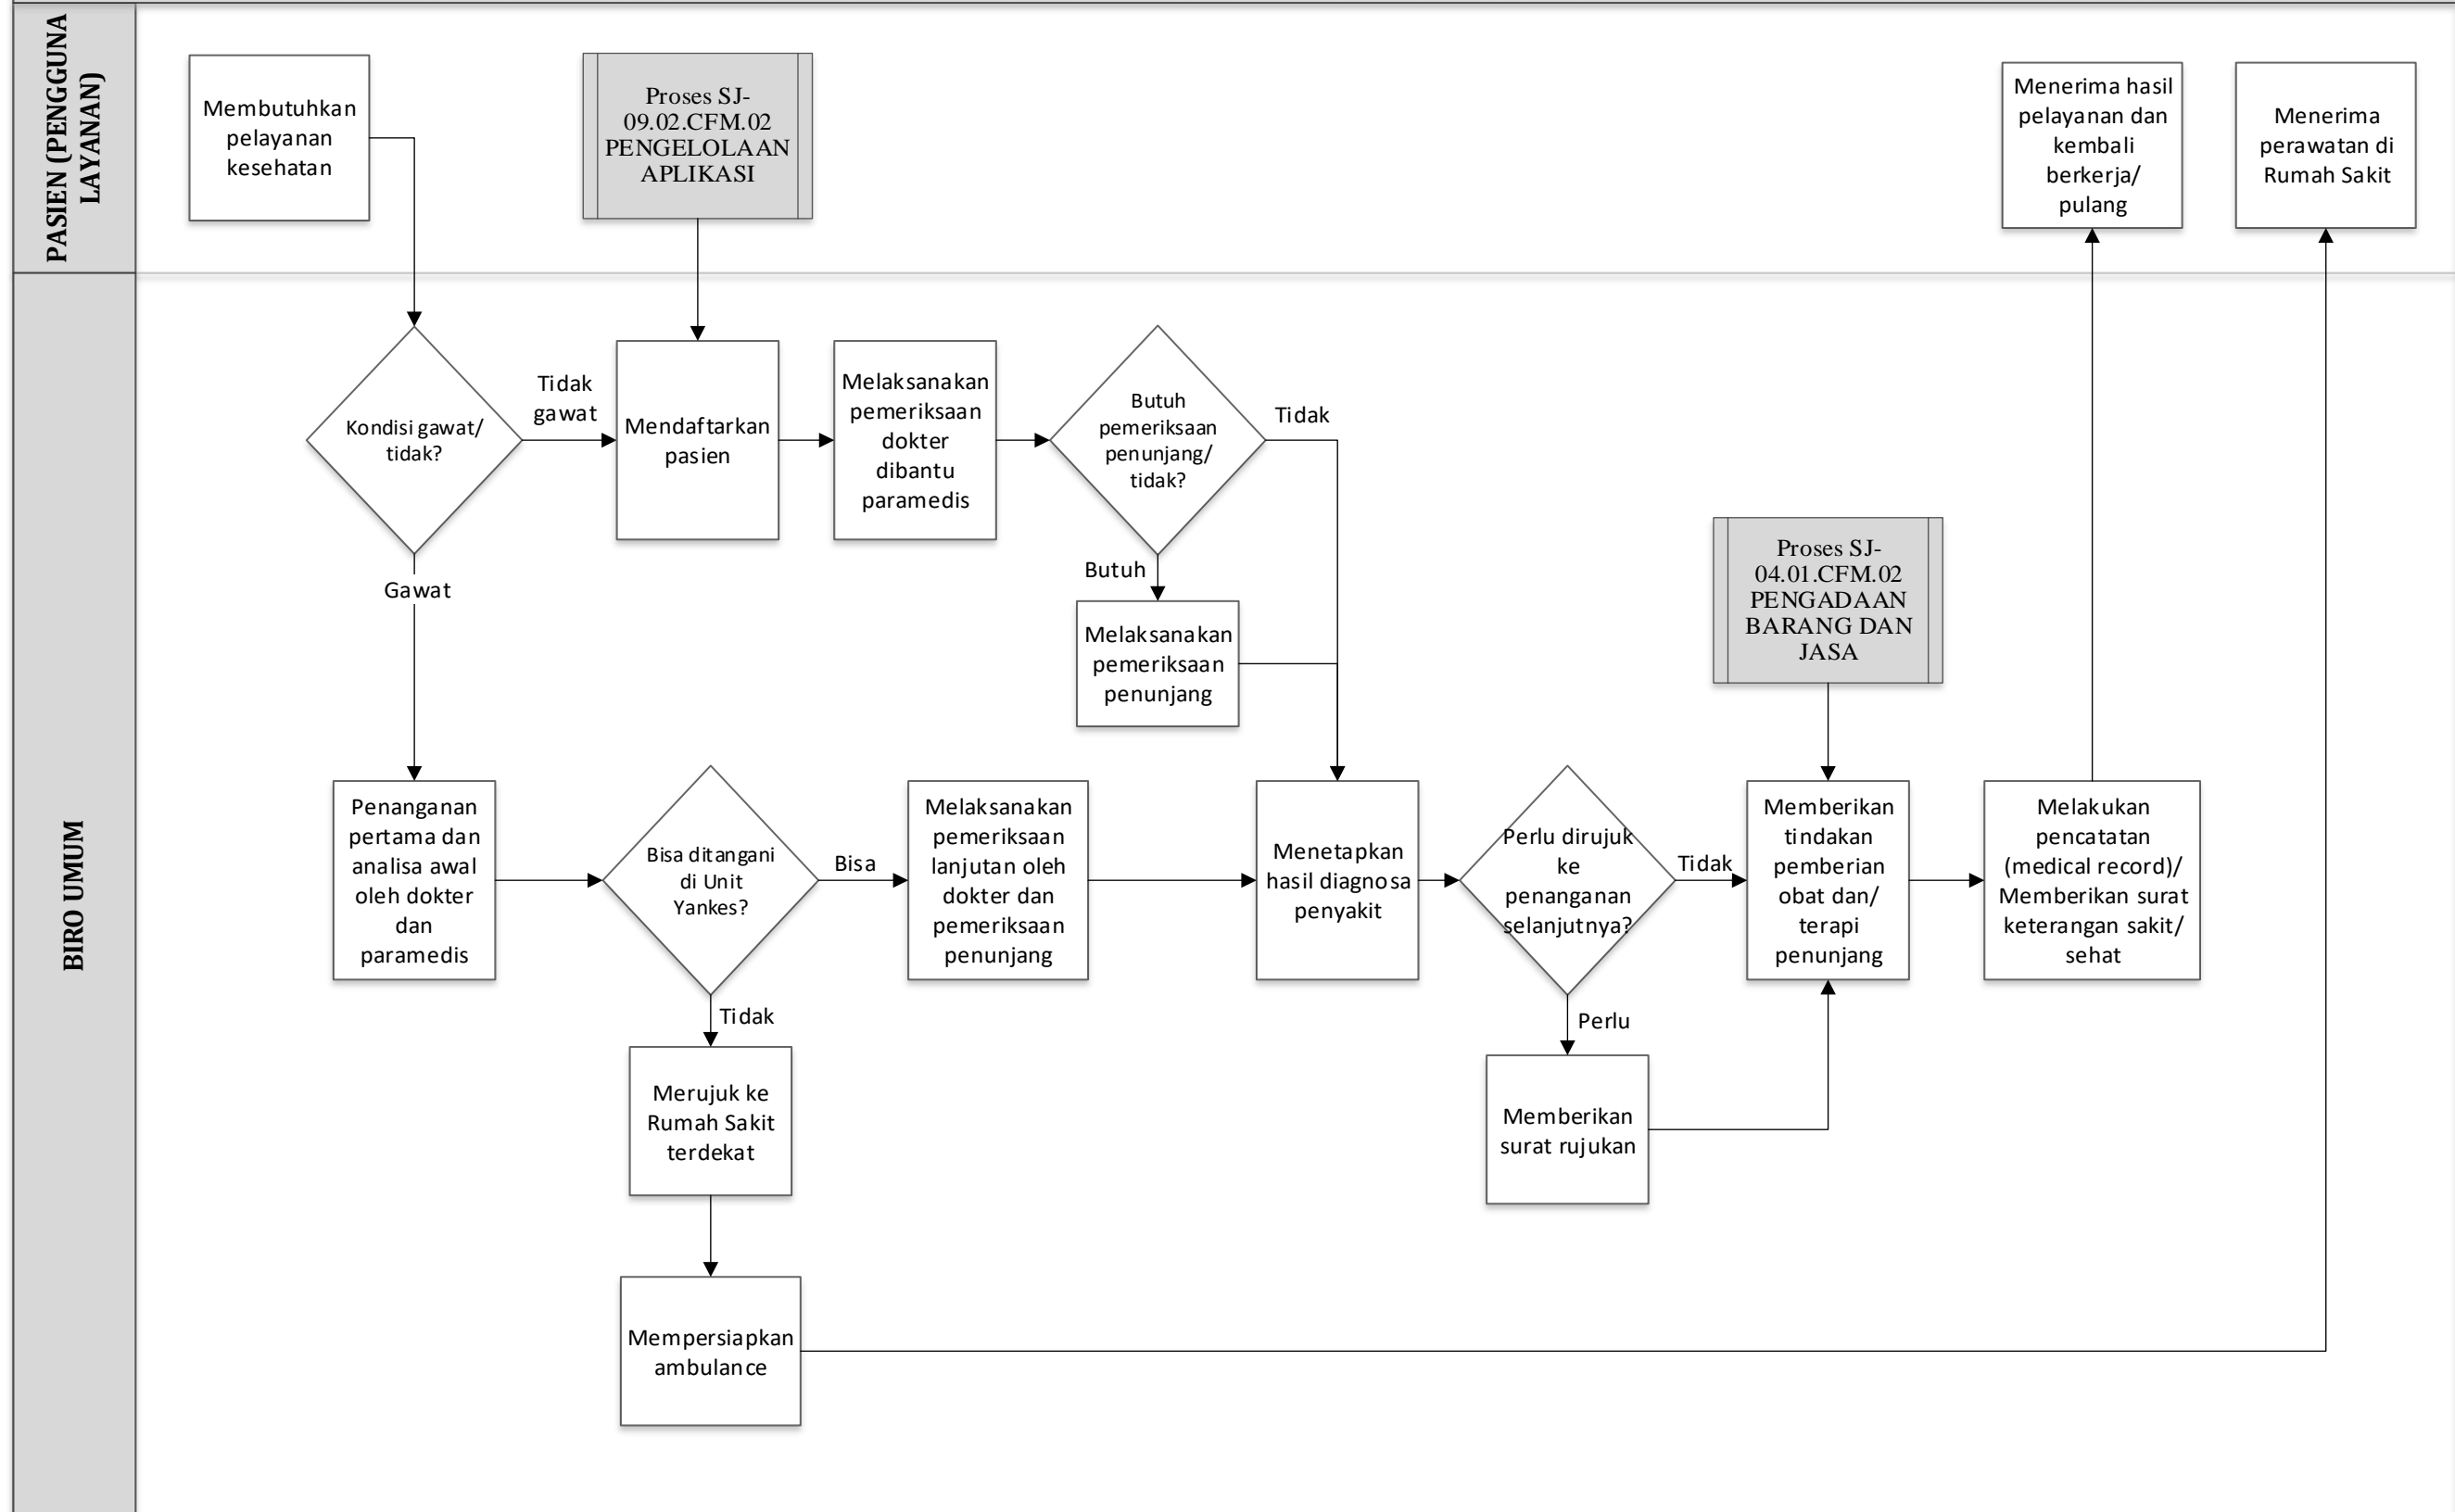 PASIEN (PENGGUNA
LAYANAN)
Membutuhkan
pelayanan
kesehatan
Proses SJ-
09.02.CFM.02
PENGELOLAAN
APLIKASI
Menerima hasil
pelayanan dan
kembali
berkerja/
pulang
Menerima
perawatan di
Rumah Sakit
BIRO UMUM
Kondisi gawat/
tidak?
Tidak
gawat
Mendaftarkan
pasien
Melaksanakan
pemeriksaan
dokter
dibantu
paramedis
Butuh
pemeriksaan
penunjang/
tidak?
Tidak
Gawat
Butuh
Melaksanakan
pemeriksaan
penunjang
Proses SJ-
04.01.CFM.02
PENGADAAN
BARANG DAN
JASA
Penanganan
pertama dan
analisa awal
oleh dokter
dan
paramedis
Bisa ditangani
di Unit
Yankes?
Bisa
Melaksanakan
pemeriksaan
lanjutan oleh
dokter dan
pemeriksaan
penunjang
Menetapkan
hasil diagnosa
penyakit
Perlu dirujuk
ke
penanganan
selanjutnya?
Tidak
Memberikan
tindakan
pemberian
obat dan/
terapi
penunjang
Melakukan
pencatatan
(medical record)/
Memberikan surat
keterangan sakit/
sehat
Tidak
Perlu
Merujuk ke
Rumah Sakit
terdekat
Memberikan
surat rujukan
Mempersiapkan
ambulance